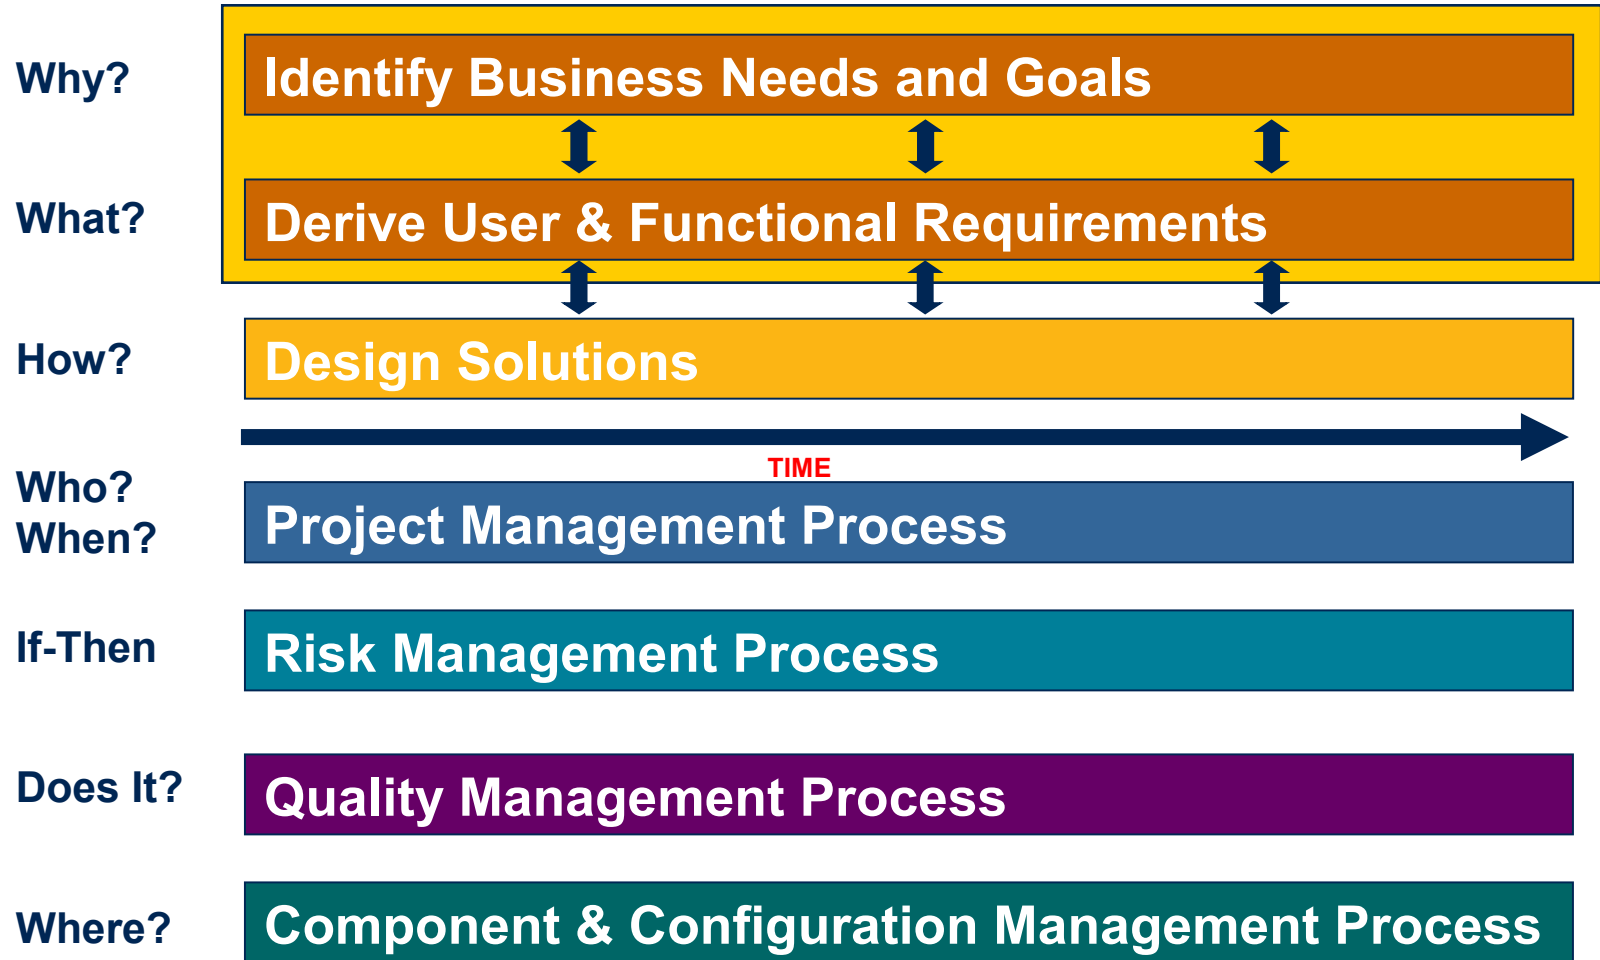 Why?
Identify Business Needs and Goals
What?
Derive User & Functional Requirements
How?
Design Solutions
TIME
Who?
When?
Project Management Process
If-Then
Risk Management Process
Does It?
Quality Management Process
Where?
Component & Configuration Management Process